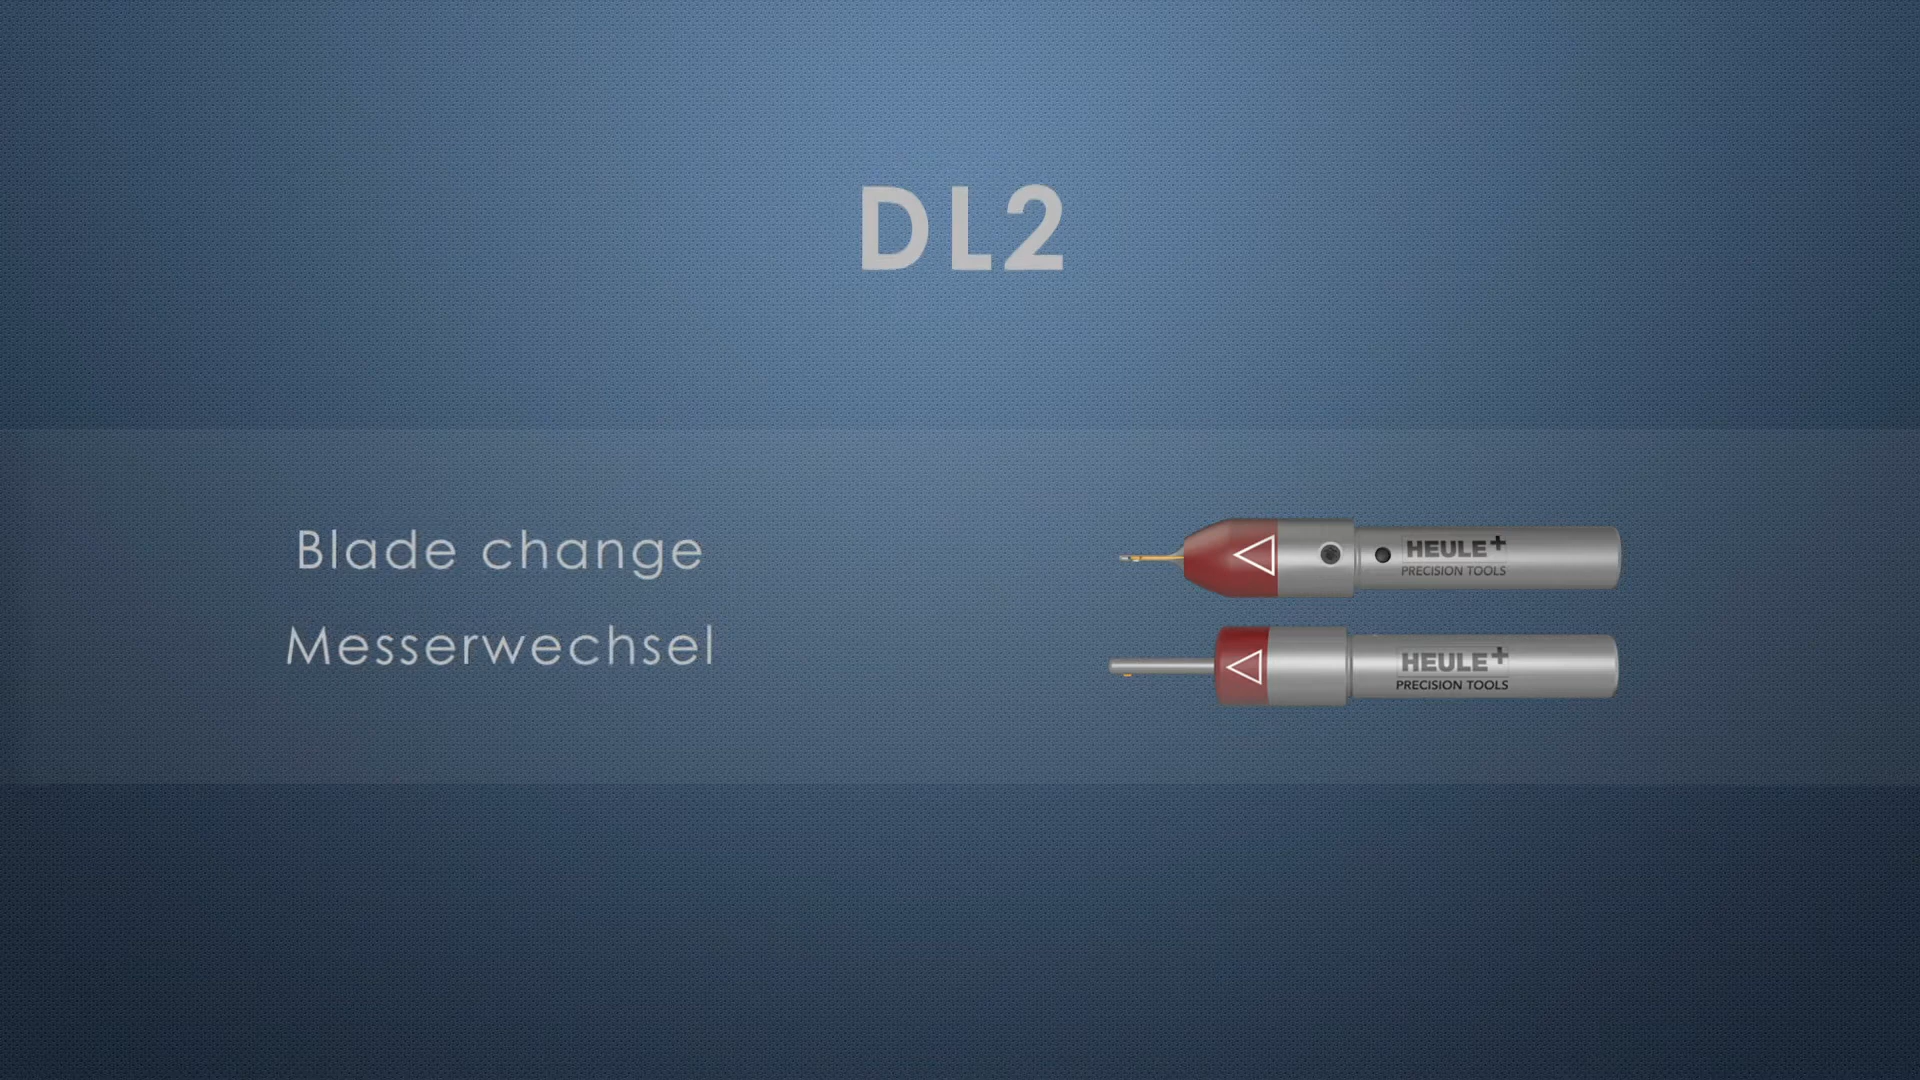 DL2
Blade change
Messerwechsel
HEULE+
PRECISION TOOLS
HEULE+
PRECISION TOOLS